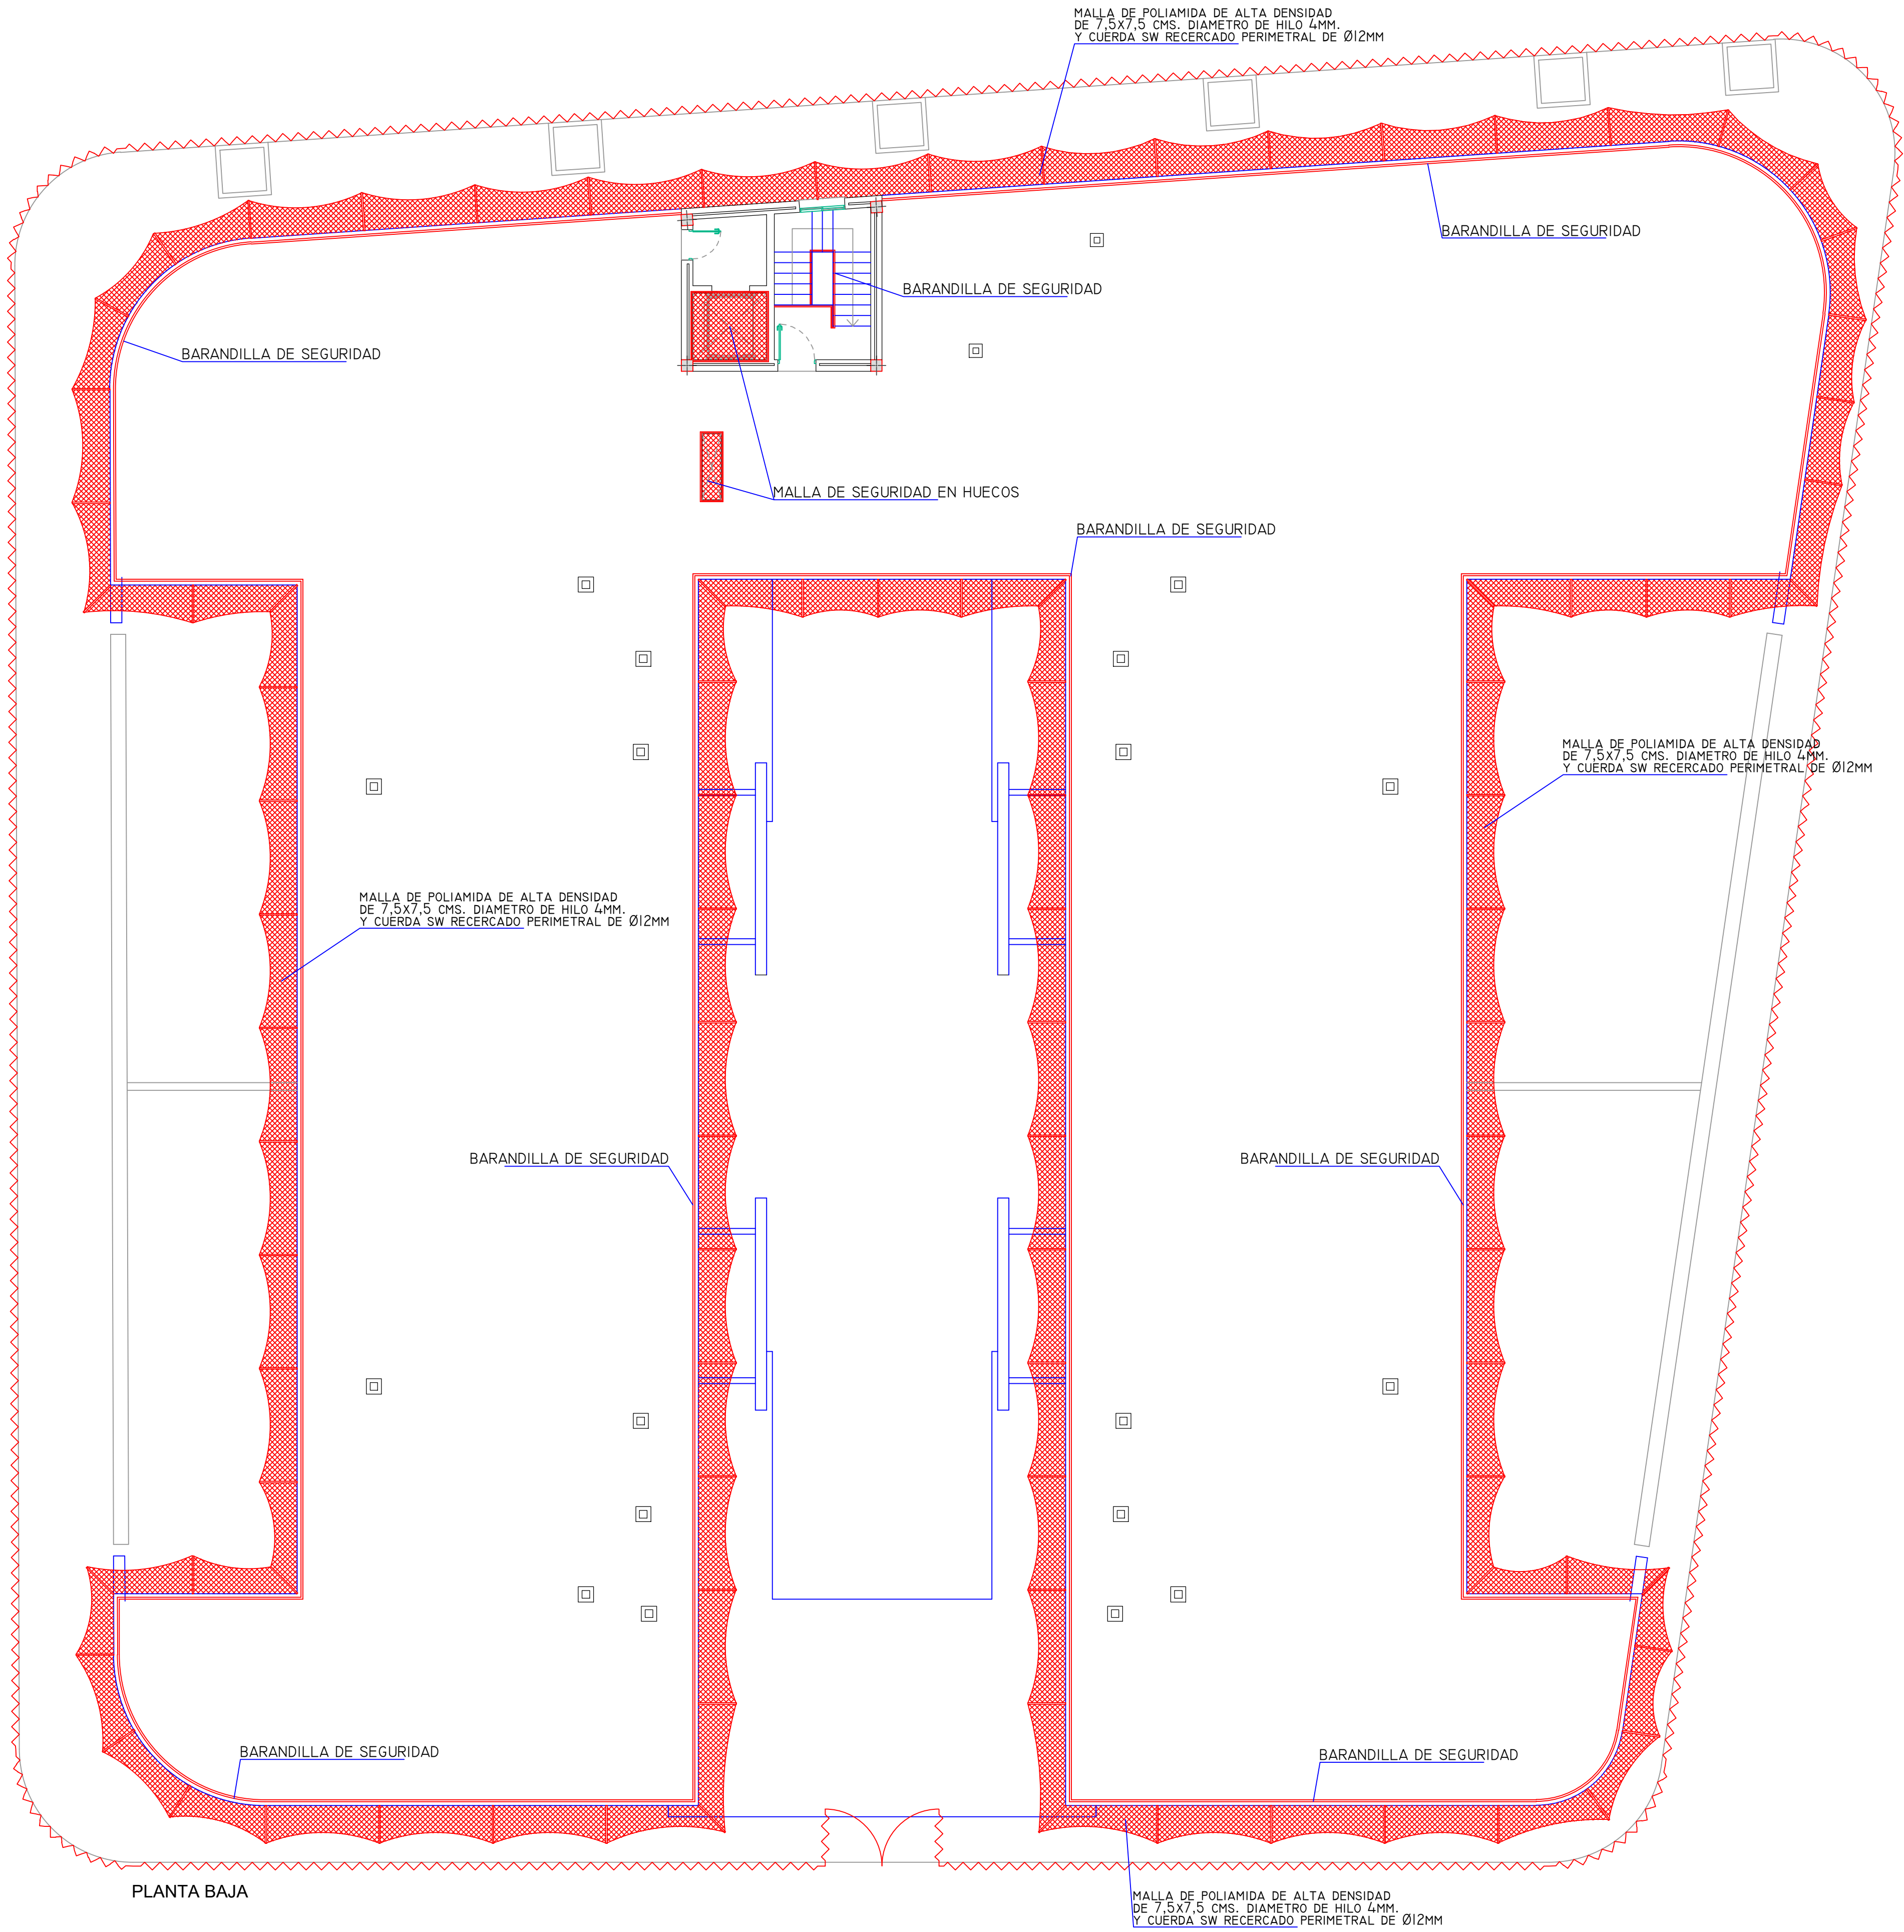 MALLA DE POLIAMIDA DE ALTA DENSIDAD
DE 7,5X7,5 CMS. DIAMETRO DE HILO 4MM.
Y CUERDA SW RECERCADO PERIMETRAL DE Ø12MM
BARANDILLA DE SEGURIDAD
BARANDILLA DE SEGURIDAD
BARANDILLA DE SEGURIDAD
MALLA DE SEGURIDAD EN HUECOS
BARANDILLA DE SEGURIDAD
MALLA DE POLIAMIDA DE ALTA DENSIDAD
DE 7,5X7,5 CMS. DIAMETRO DE HILO 4MM.
Y CUERDA SW RECERCADO PERIMETRAL DE Ø12MM
MALLA DE POLIAMIDA DE ALTA DENSIDAD
DE 7,5X7,5 CMS. DIAMETRO DE HILO 4MM.
Y CUERDA SW RECERCADO PERIMETRAL DE Ø12MM
BARANDILLA DE SEGURIDAD
BARANDILLA DE SEGURIDAD
BARANDILLA DE SEGURIDAD
BARANDILLA DE SEGURIDAD
PLANTA BAJA
MALLA DE POLIAMIDA DE ALTA DENSIDAD
DE 7,5X7,5 CMS. DIAMETRO DE HILO 4MM.
Y CUERDA SW RECERCADO PERIMETRAL DE Ø12MM